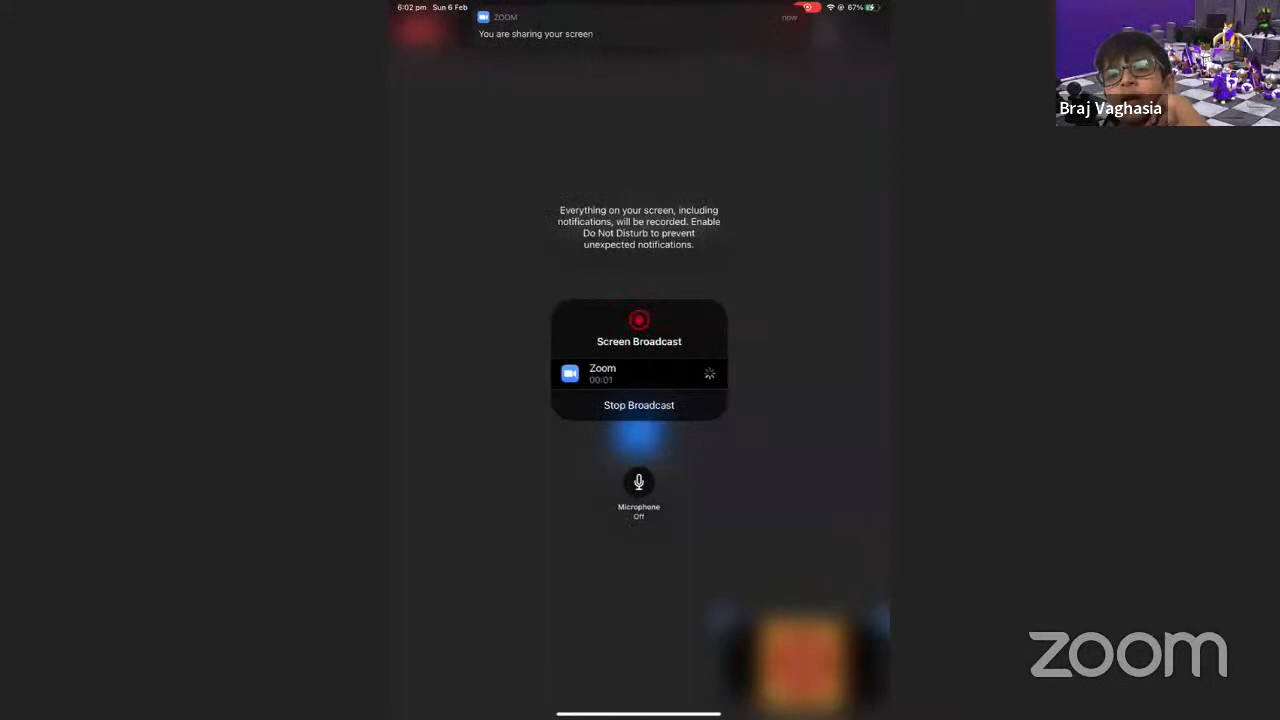 6:02 pm Sun 6 Feb
67%
ZOOM
now
You are sharing your screen
Braj Vaghasia
Everything on your screen, including
notifications, will be recorded. Enable
Do Not Disturb to prevent
unexpected notifications.
Screen Broadcast
Zoom
00:01
Stop Broadcast
Microphone
Off
zoom